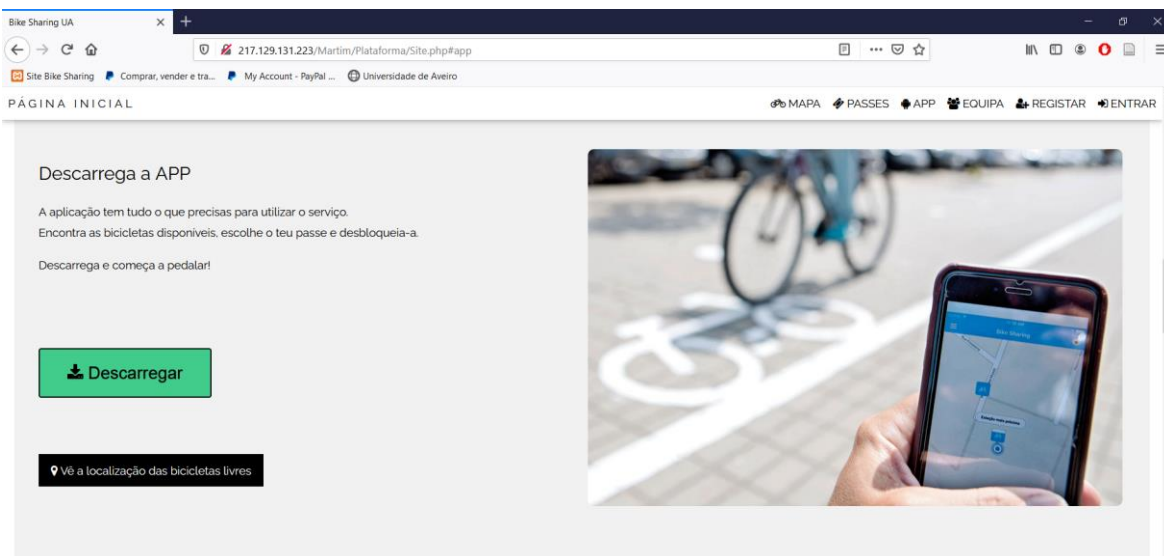 Bike Sharing UA
217.129.131.223/Martim/Plataforma/Site.php#app
Site Bike Sharing Comprar, vender e tra... My Account - PayPal ... Universidade de Aveiro
PÁGINA INICIAL MAPA PASSES APP EQUIPA REGISTAR ENTRAR
Descarrega a APP
A aplicação tem tudo o que precisas para utilizar o serviço.
Encontra as bicicletas disponíveis, escolhe o teu passe e desbloqueia-a.
Descarrega e começa a pedalar!
Descarregar
Vê a localização das bicicletas livres
Bike Sharing